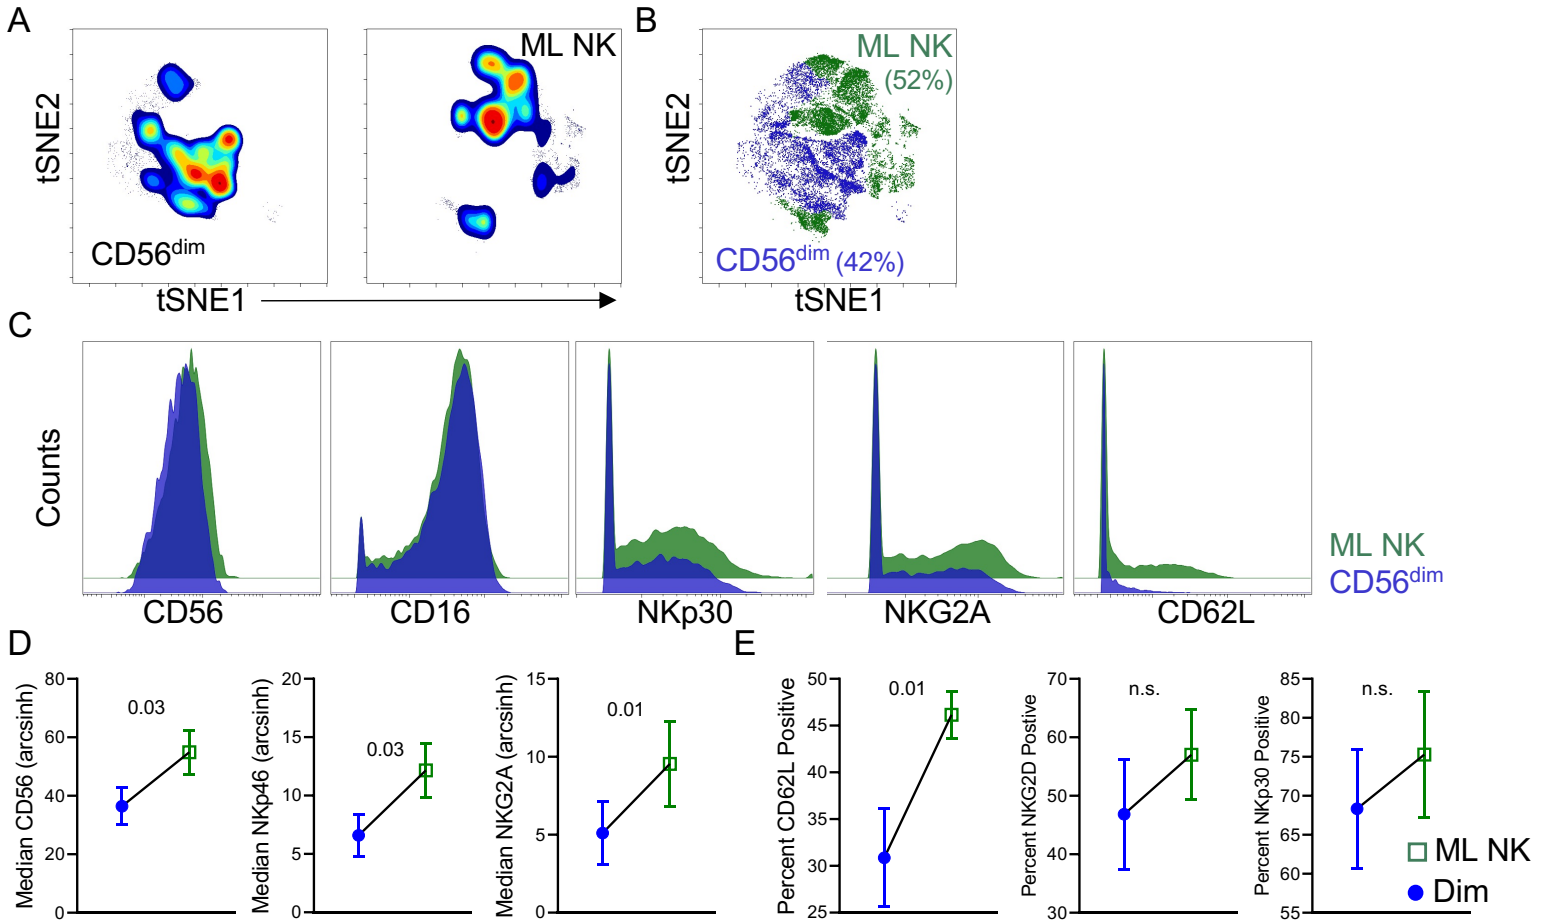 A
B
tSNE2
CD56dim
ML NK
tSNE1
tSNE2
ML NK
(52%)
CD56dim (42%)
tSNE1
C
Counts
CD56
CD16
NKp30
NKG2A
CD62L
ML NK
CD56dim
D
Median CD56 (arcsinh)
80
60
40
20
0
0.03
Median NKp46 (arcsinh)
20
15
10
5
0
0.03
Median NKG2A (arcsinh)
15
10
5
0
0.01
E
Percent CD62L Positive
50
45
40
35
30
25
0.01
Percent NKG2D Postive
70
60
50
40
30
n.s.
Percent NKp30 Positive
85
80
75
70
65
60
55
n.s.
ML NK
Dim